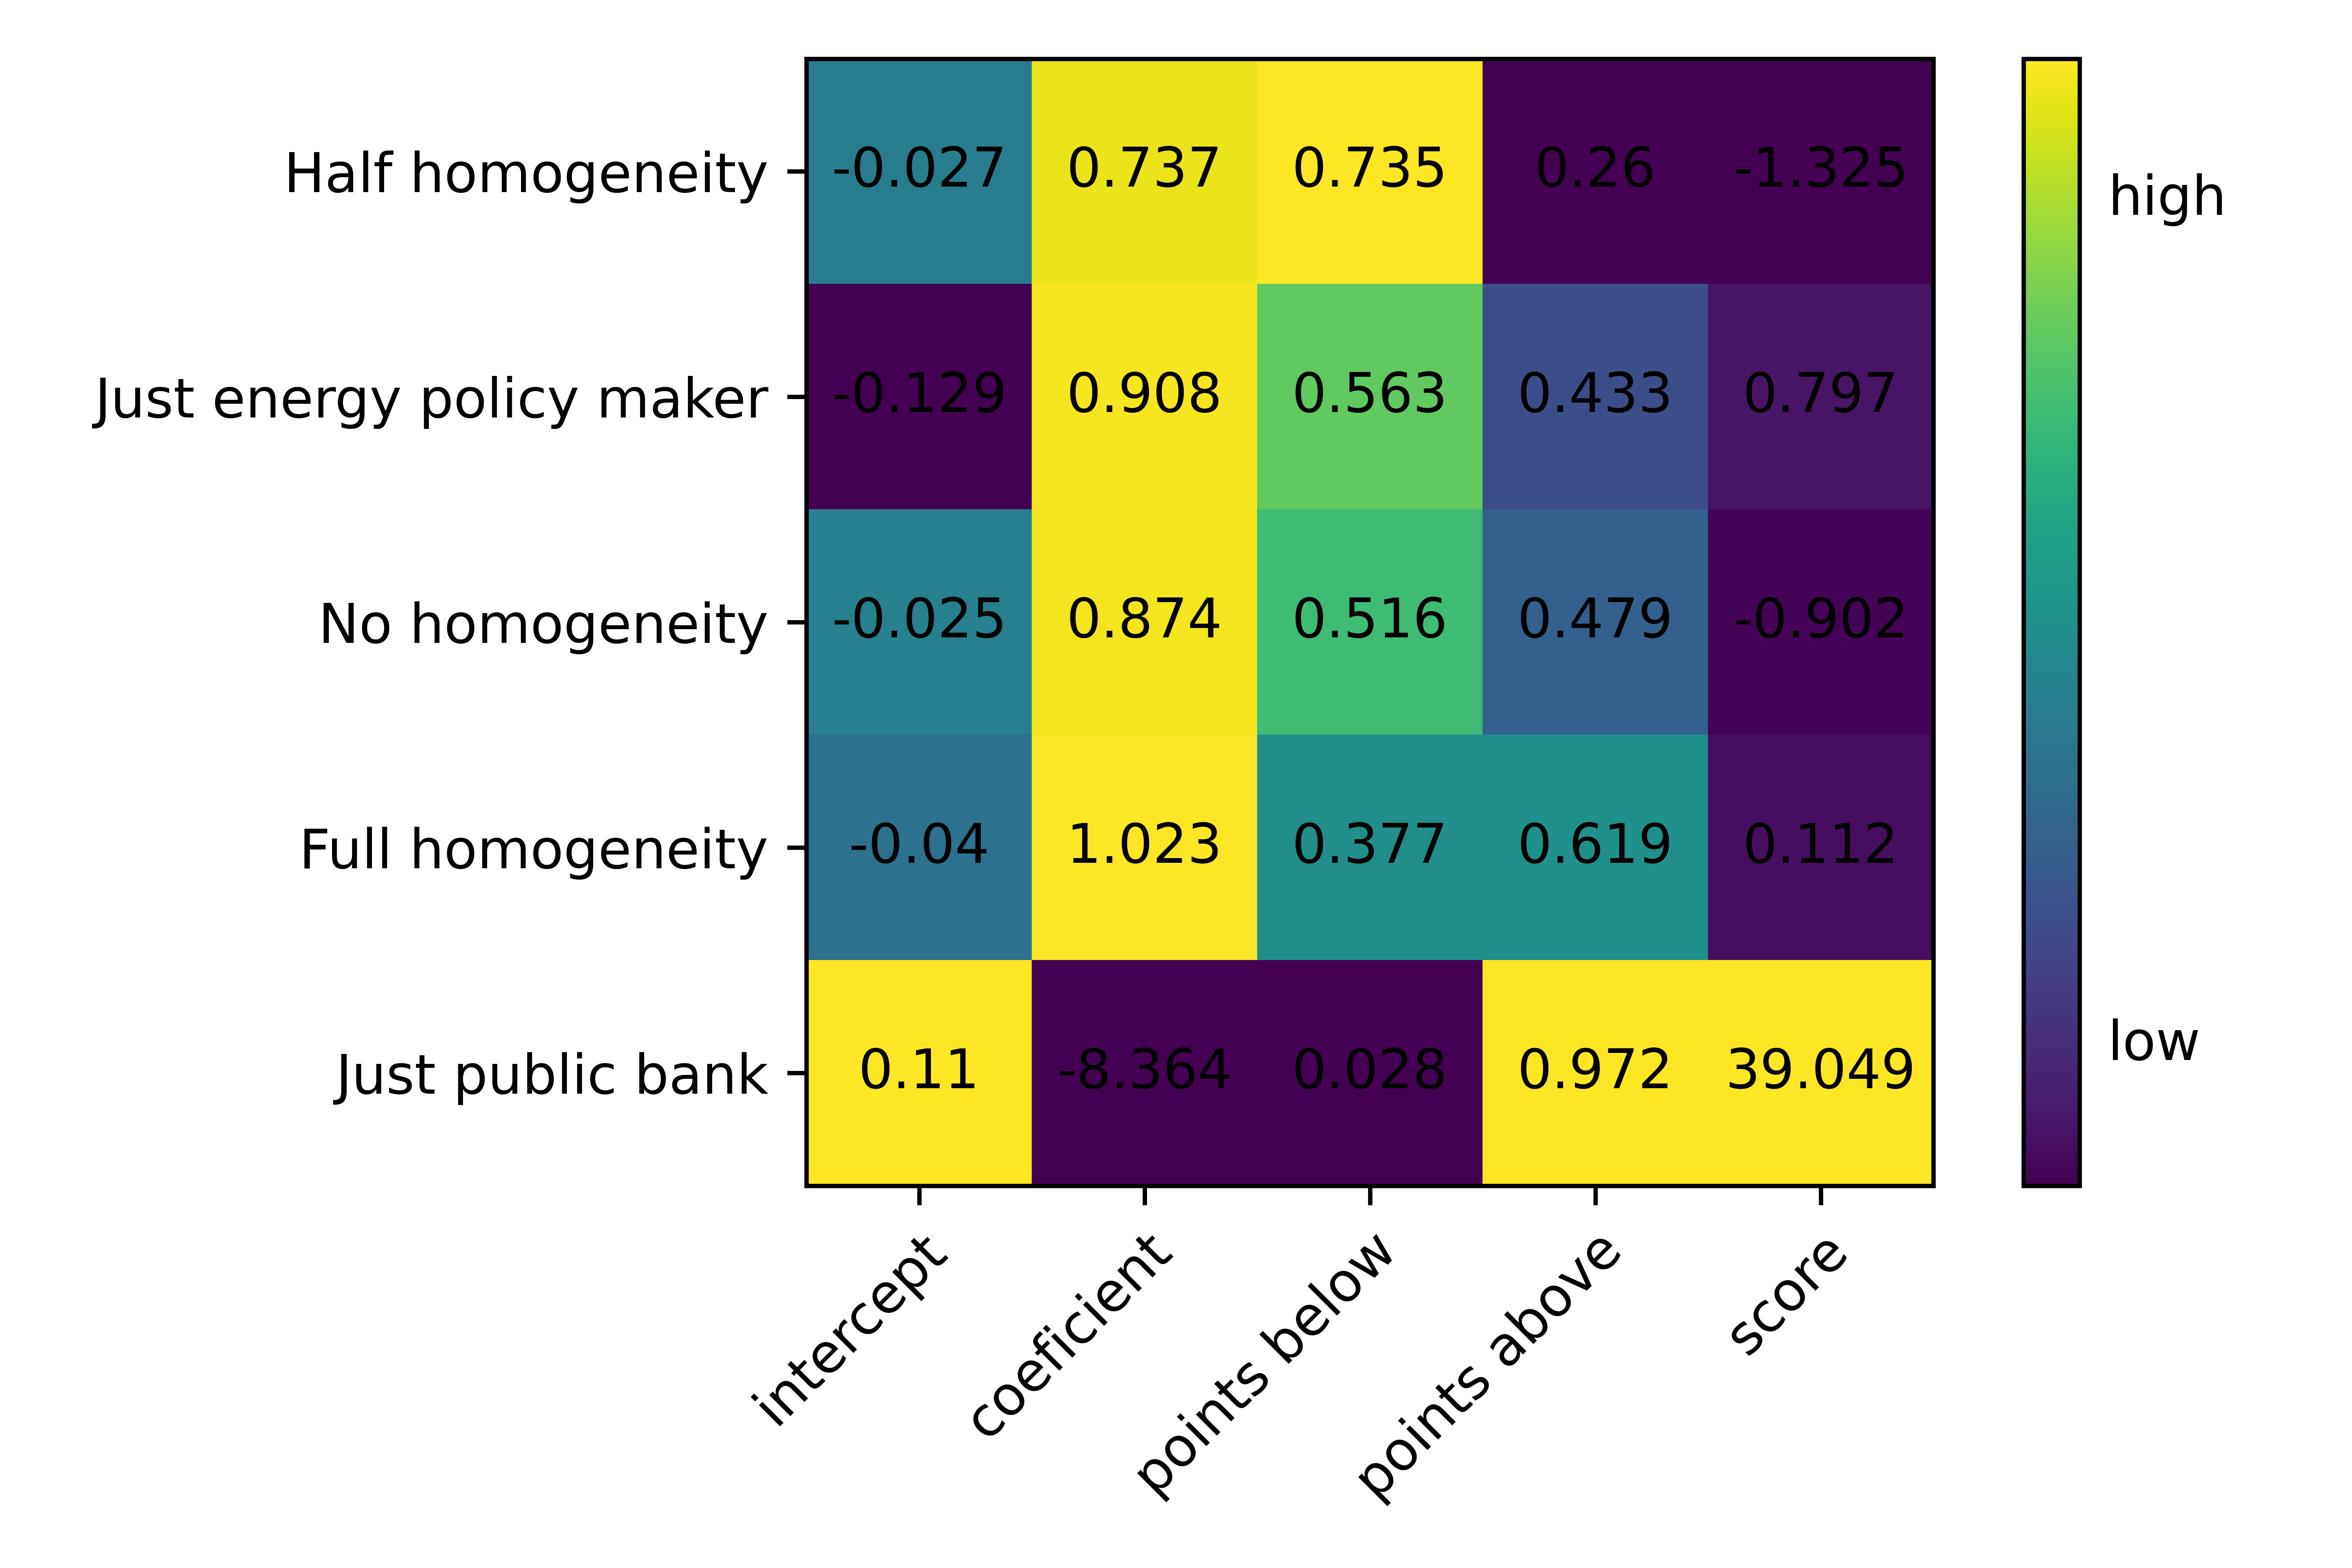 Half homogeneity -0.027 0.737 0.735 0.26 -1.325
Just energy policy maker -0.129 0.908 0.563 0.433 0.797
No homogeneity -0.025 0.874 0.516 0.479 -0.902
Full homogeneity -0.04 1.023 0.377 0.619 0.112
Just public bank 0.11 -8.364 0.028 0.972 39.049
intercept
coeficient
points below
points above
score
high
low